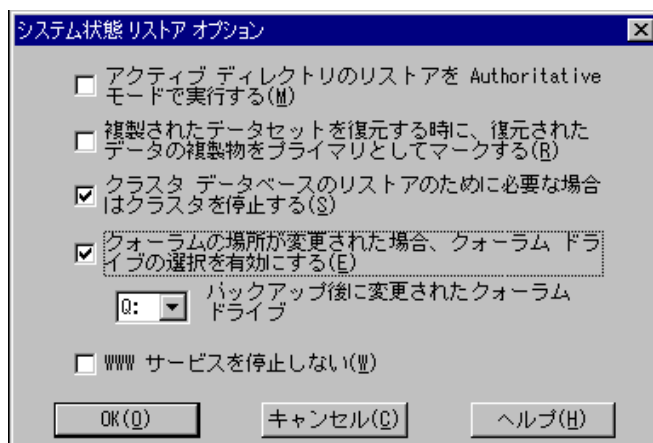 システム状態 リストア オプション
アクティブ ディレクトリのリストアを Authoritative
モードで実行する(M)
複製されたデータセットを復元する時に、復元された
データの複製物をプライマリとしてマークする(R)
クラスタ データベースのリストアのために必要な場合
はクラスタを停止する(S)
クォーラムの場所が変更された場合、クォーラム ドラ
イブの選択を有効にする(E)
Q:
バックアップ後に変更されたクォーラム
ドライブ
WWW サービスを停止しない(W)
OK(O)
キャンセル(C)
ヘルプ(H)